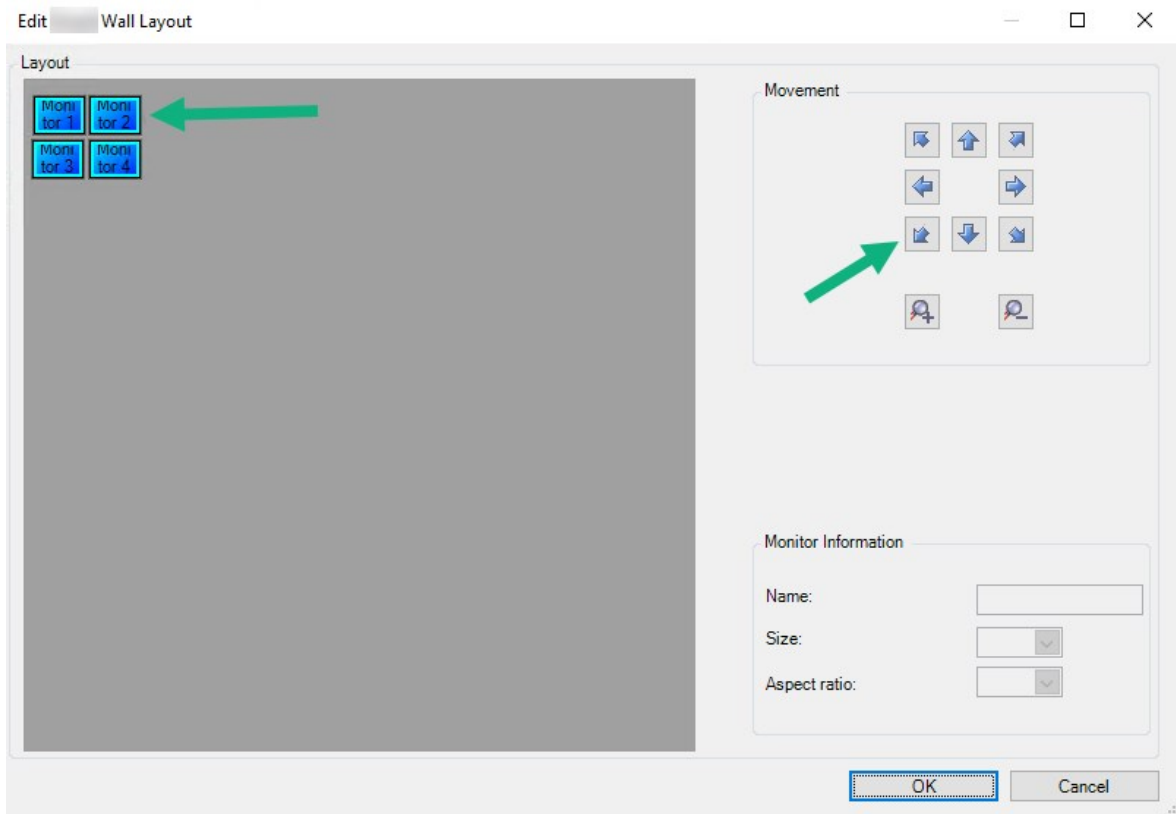 Edit Wall Layout
Layout
Moni
tor 1
Moni
tor 2
Moni
tor 3
Moni
tor 4
Movement
Monitor Information
Name:
Size:
Aspect ratio:
OK
Cancel